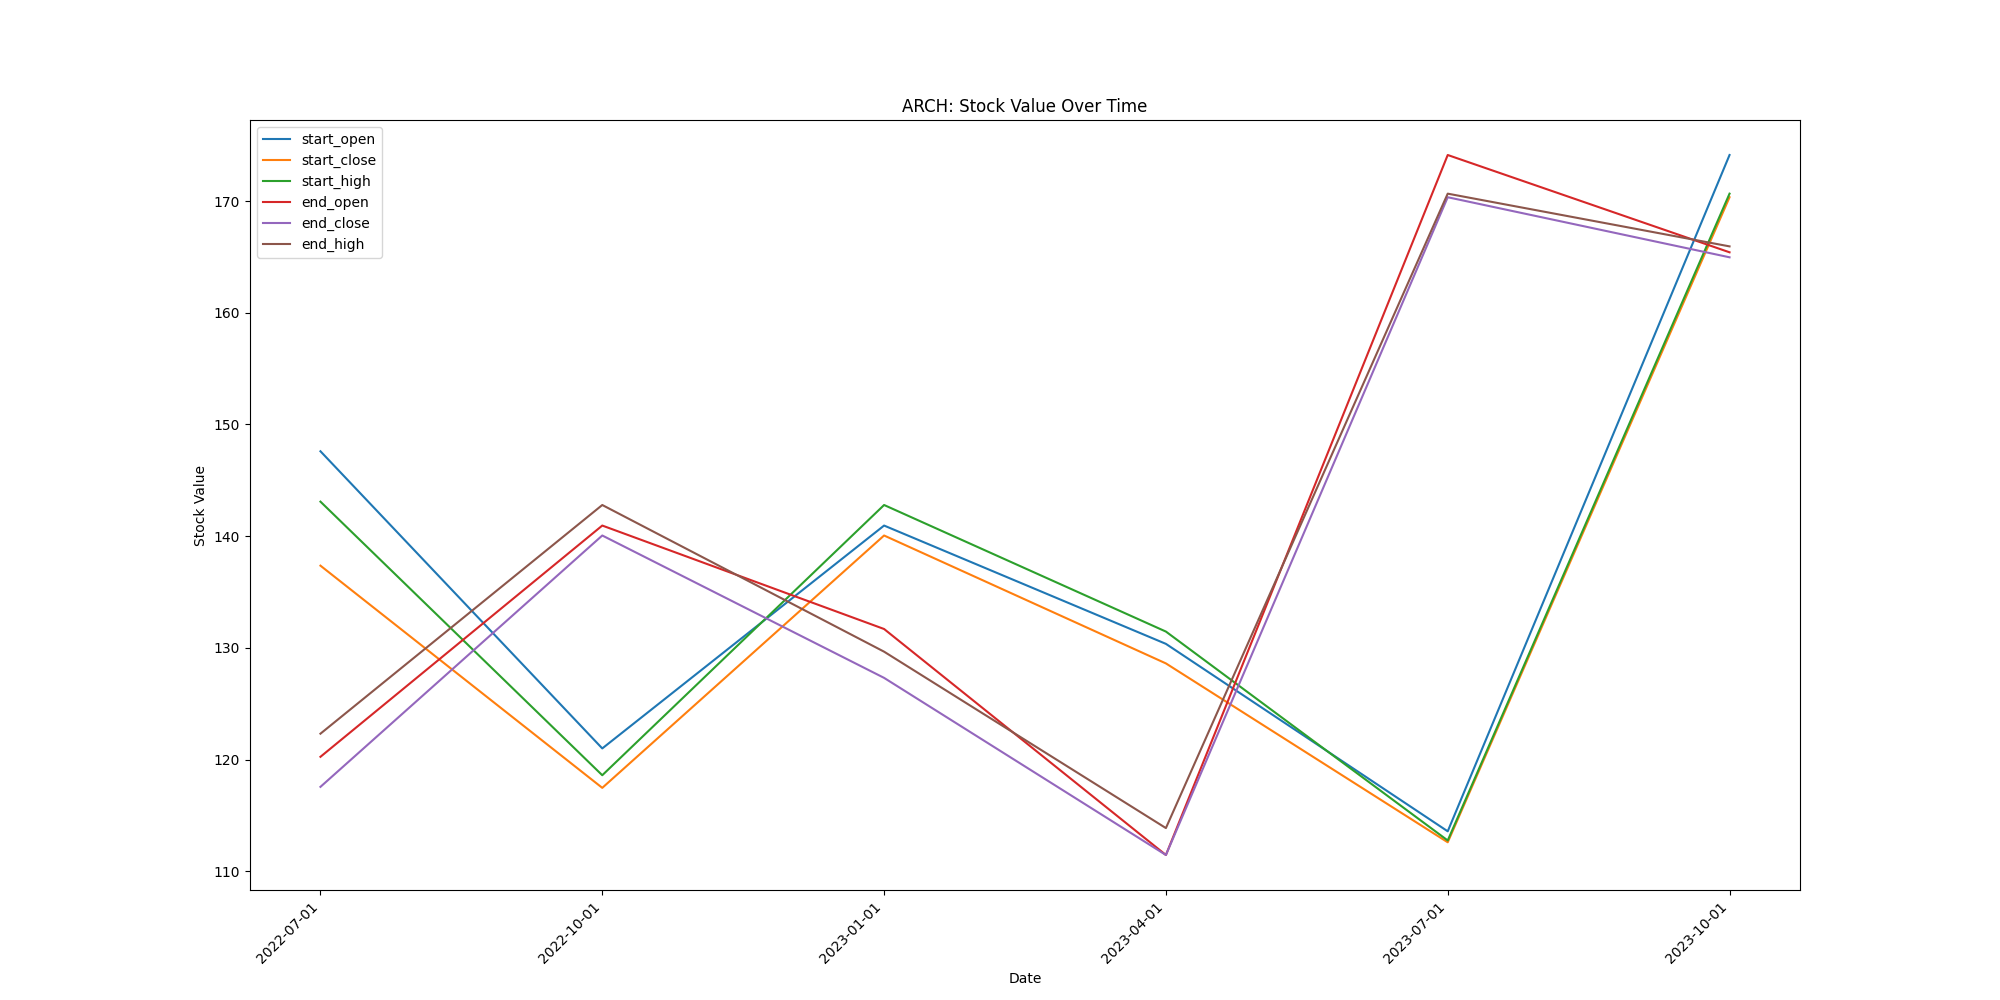 ARCH: Stock Value Over Time
start_open
start_close
start_high
end_open
end_close
end_high
170
160
150
140
130
120
110
Stock Value
2022-07-01
2022-10-01
2023-01-01
2023-04-01
2023-07-01
2023-10-01
Date